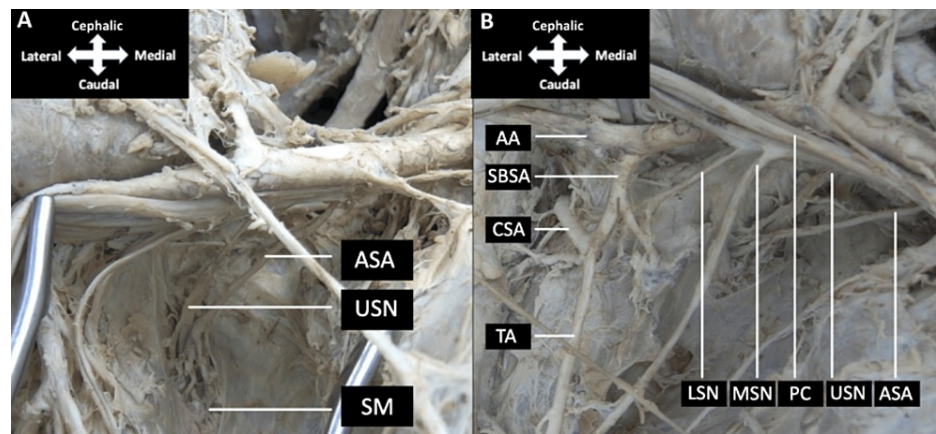 A
Cephalic
Lateral
Medial
Caudal
ASA
USN
SM
B
Cephalic
Lateral
Medial
Caudal
AA
SBSA
CSA
TA
LSN MSN PC USN ASA